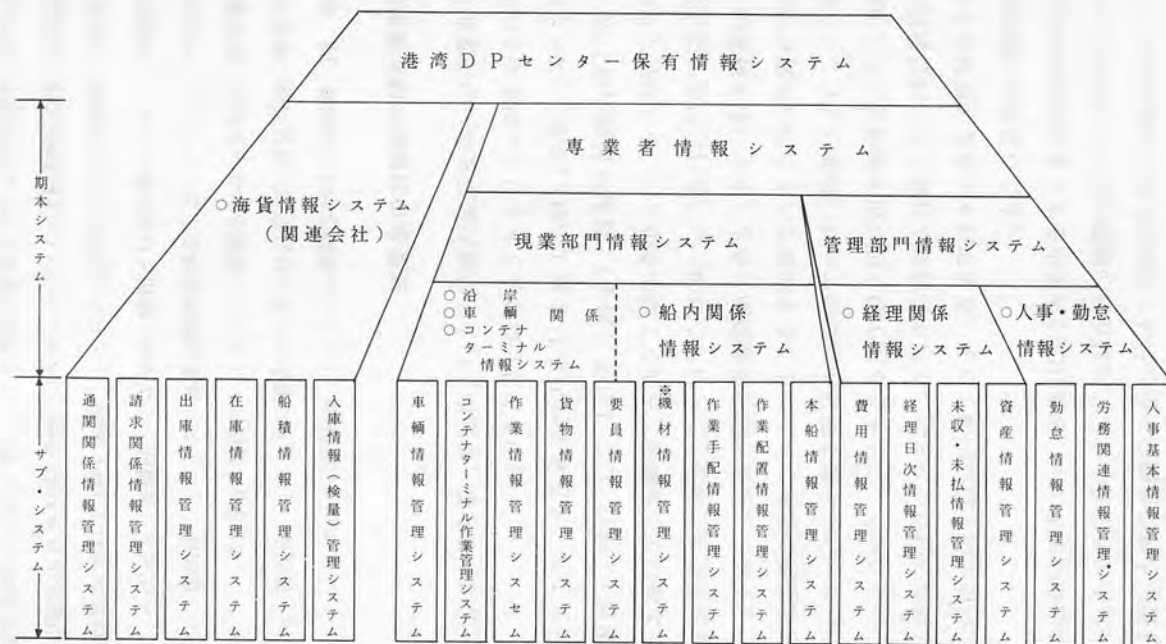 港湾DPセンター保有情報システム
専業者情報システム
○海貨情報システム
(関連会社)
現業部門情報システム
管理部門情報システム
○沿岸
○車輌 関係
○コンテナ
ターミナル
情報システム
○船内関係
情報システム
○経理関係
情報システム
○人事・勤怠
情報システム
期本システム
サブ・システム
通関関係情報管理システム
請求関係情報管理システム
出庫情報管理システム
在庫情報管理システム
船積情報管理システム
入庫情報(検量)管理システム
車輌情報管理システム
コンテナターミナル作業管理システム
作業情報管理システセ
貨物情報管理システム
要員情報管理システム
※機材情報管理システム
作業手配情報管理システム
作業配置情報管理システム
本船情報管理システム
費用情報管理システム
経理日次情報管理システム
未収・未払情報管理システム
資産情報管理システム
勤怠情報管理システム
労務関連情報管理システム
人事基本情報管理システム